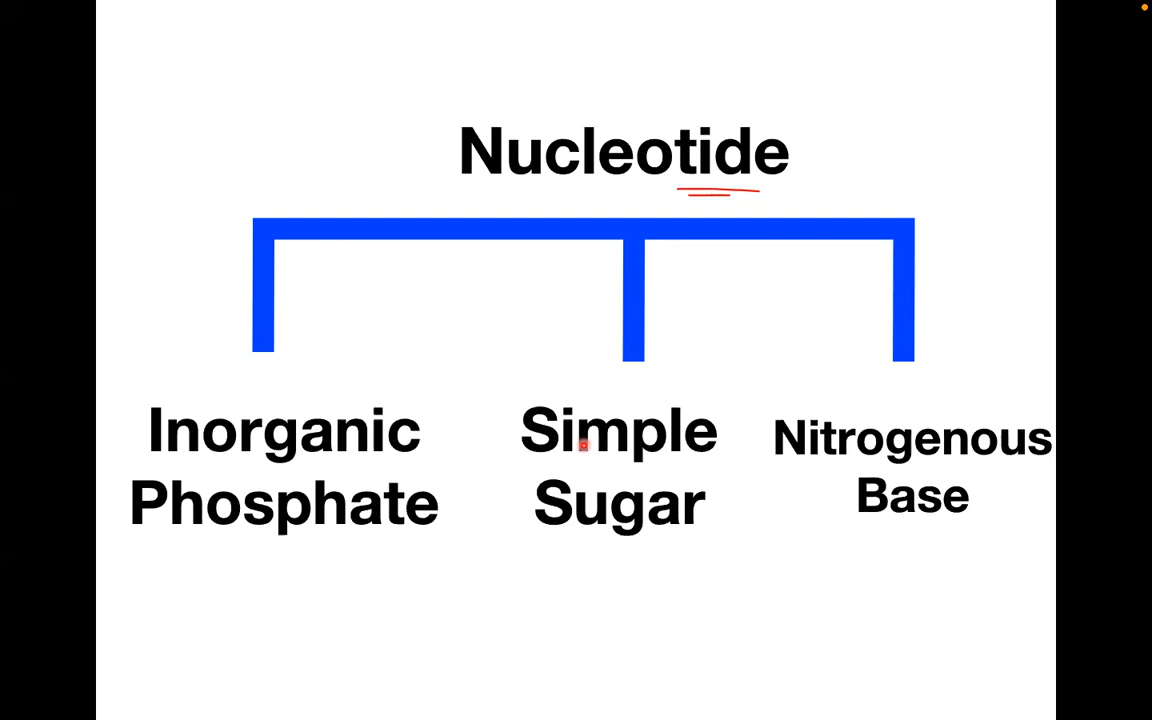 Nucleotide
Inorganic
Phosphate
Simple
Sugar
Nitrogenous
Base